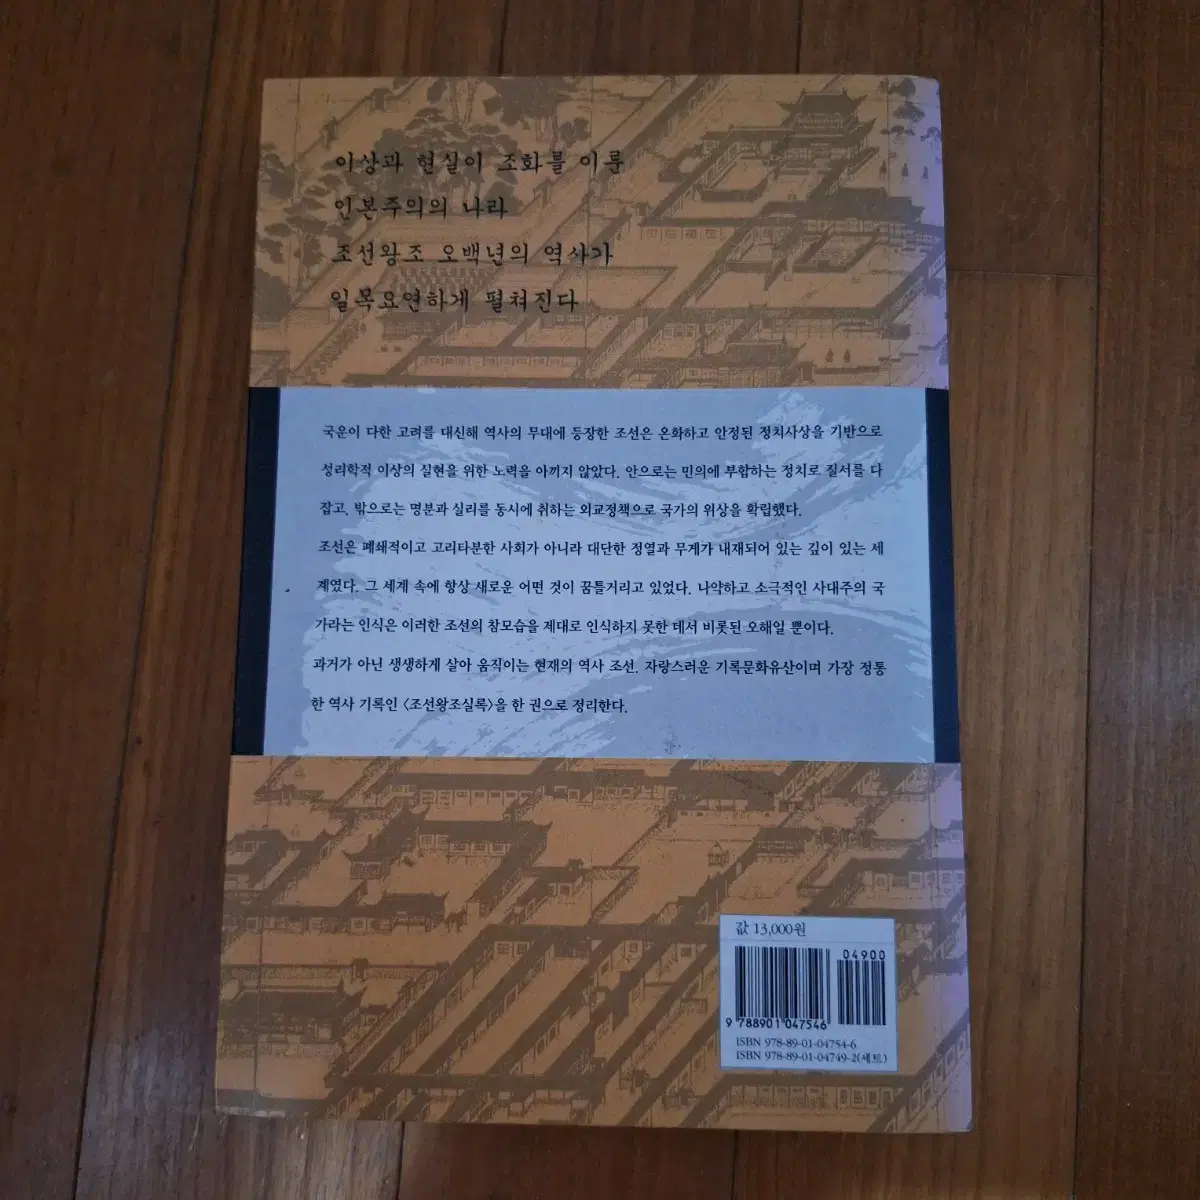 이상과 현실이 조화를 이룬
인본주의의 나라
조선왕조 오백년의 역사가
일목요연하게 펼쳐진다
국운이 다한 고려를 대신해 역사의 무대에 등장한 조선은 온화하고 안정된 정치사상을 기반으로
성리학적 이상의 실현을 위한 노력을 아끼지 않았다. 안으로는 민의에 부합하는 정치로 질서를 다
잡고, 밖으로는 명분과 실리를 동시에 취하는 외교정책으로 국가의 위상을 확립했다.
조선은 폐쇄적이고 고리타분한 사회가 아니라 대단한 정열과 무게가 내재되어 있는 깊이 있는 세
계였다. 그 세계 속에 항상 새로운 어떤 것이 꿈틀거리고 있었다. 나약하고 소극적인 사대주의 국
가라는 인식은 이러한 조선의 참모습을 제대로 인식하지 못한 데서 비롯된 오해일 뿐이다.
과거가 아닌 생생하게 살아 움직이는 현재의 역사 조선. 자랑스러운 기록문화유산이며 가장 정통
한 역사 기록인 〈조선왕조실록〉을 한 권으로 정리한다.
값 13,000원
04900
9 788901 047546
ISBN 978-89-01-04754-6
ISBN 978-89-01-04749-2(세트)